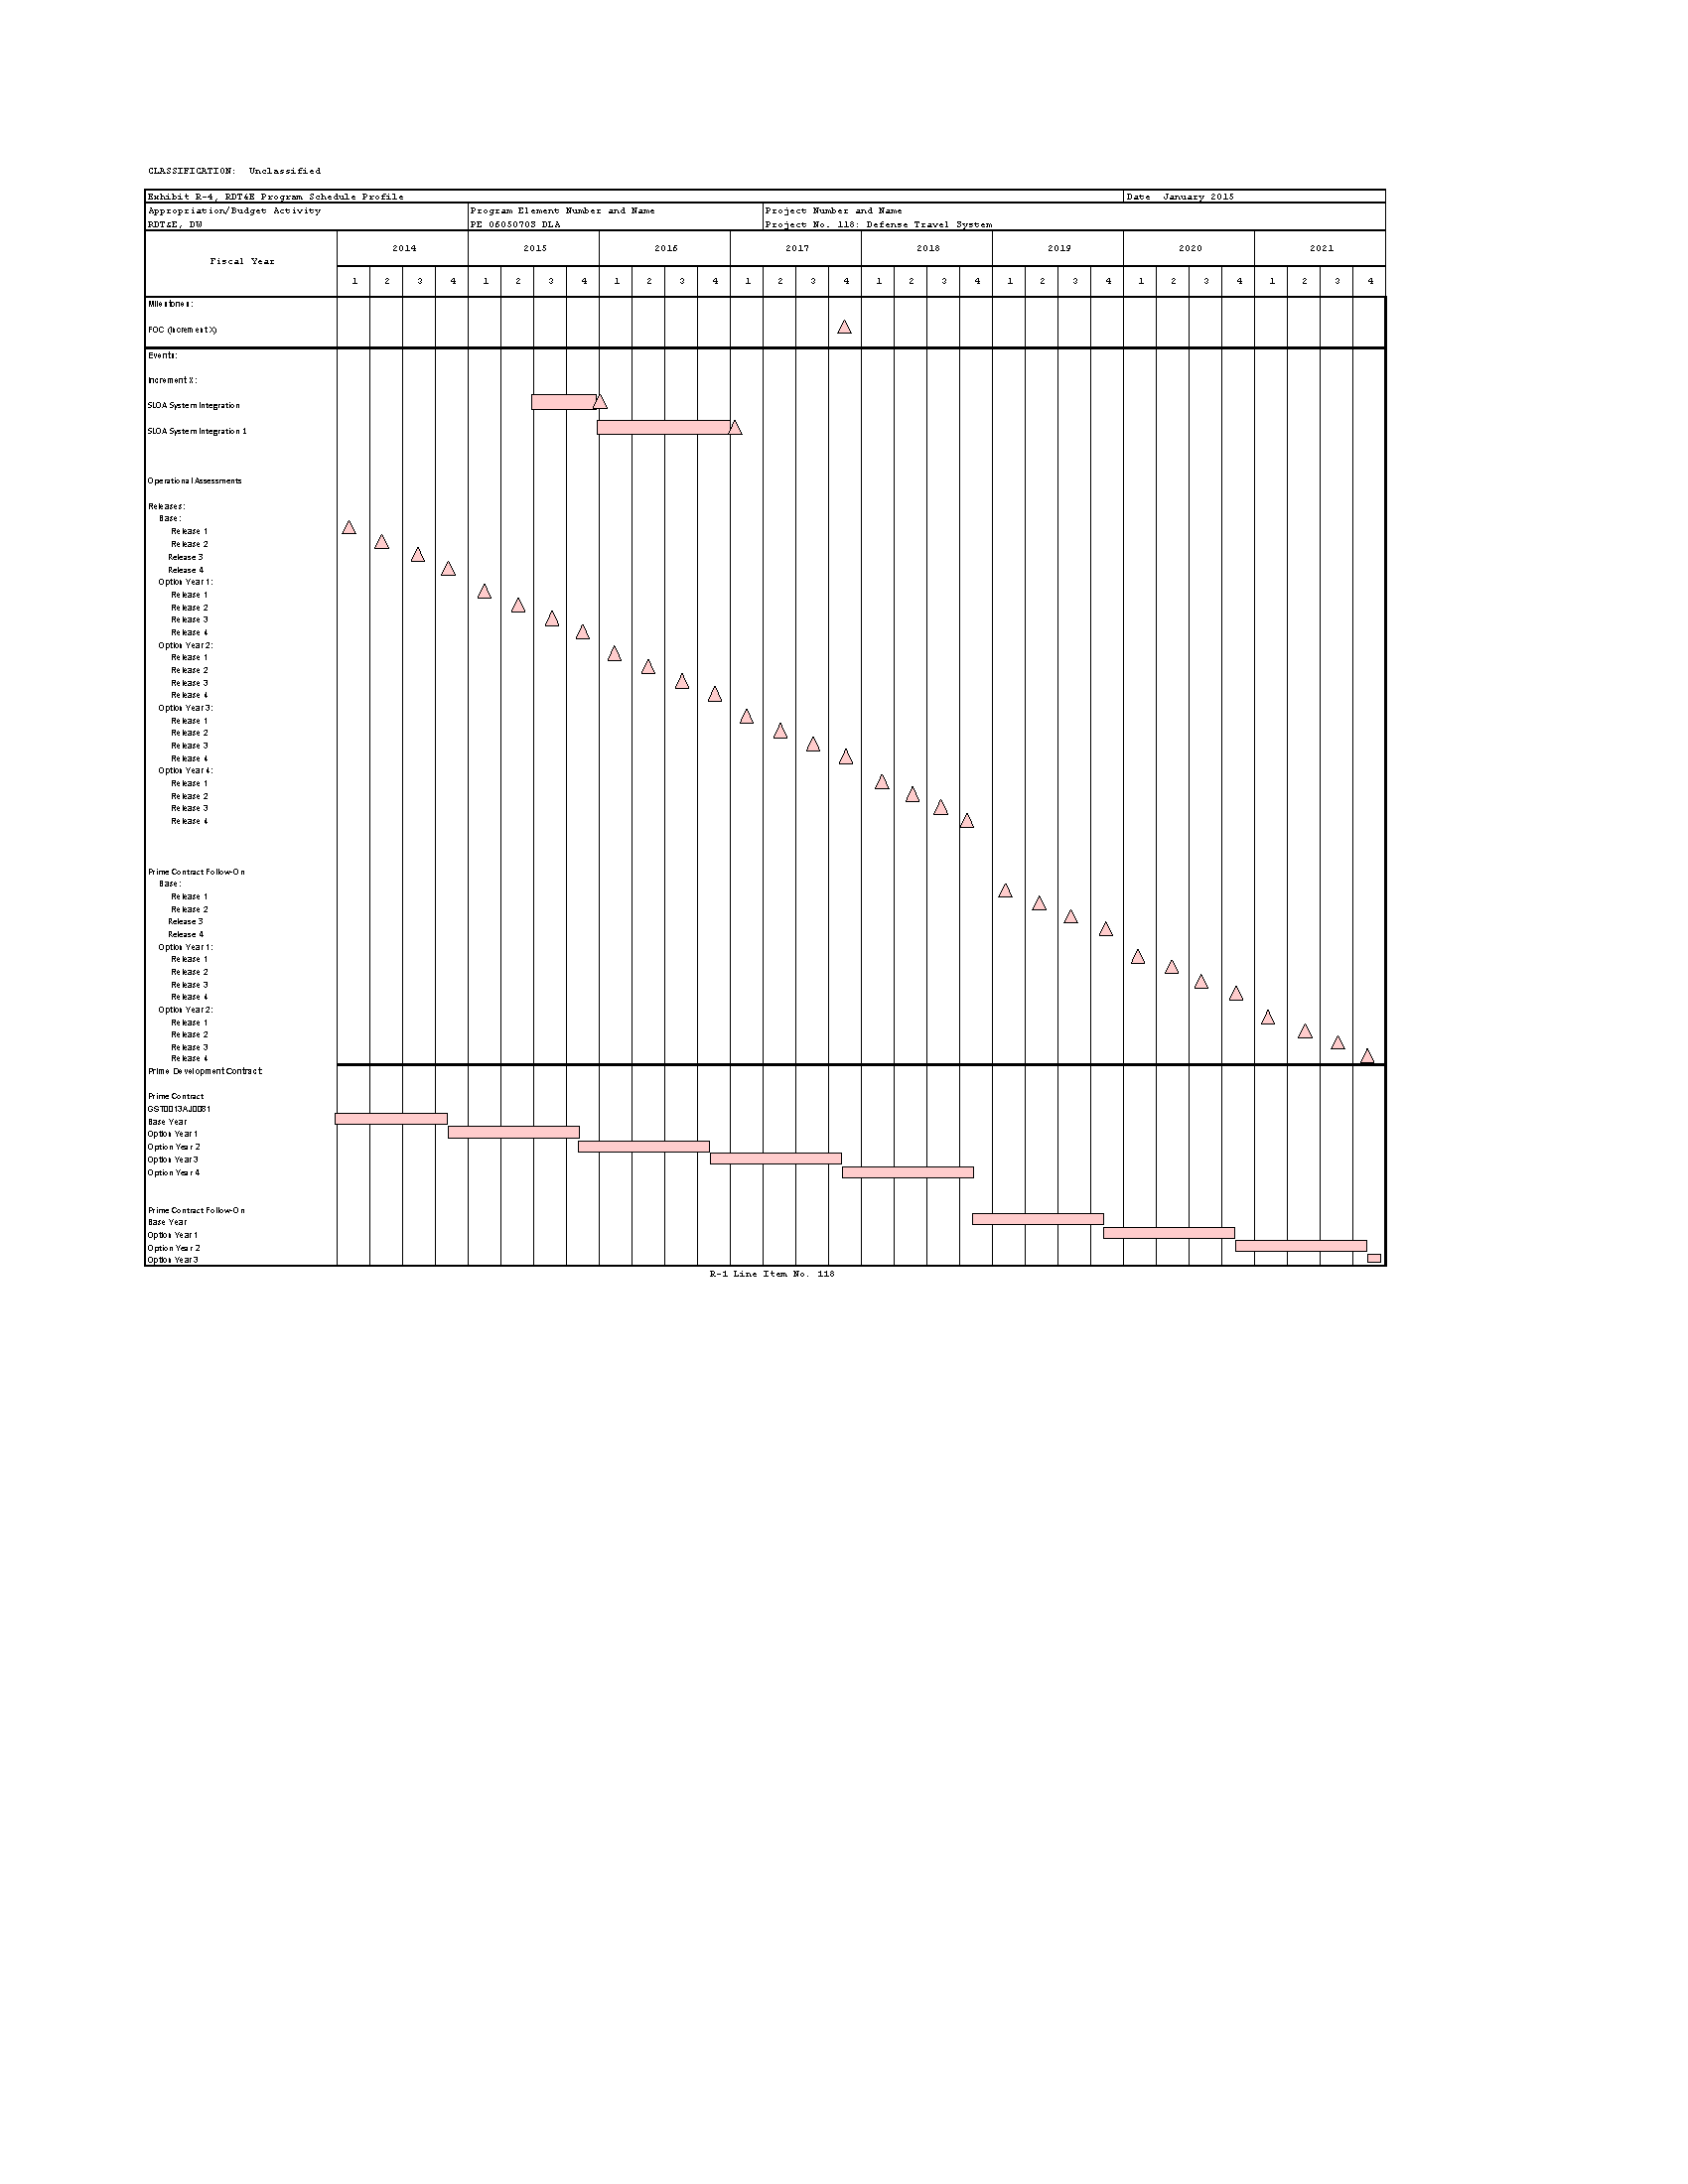 CLASSIFICATION: Unclassified
Exhibit R-4, RDT&E Program Schedule Profile Date January 2015
Appropriation/Budget Activity Program Element Number and Name Project Number and Name
RDT&E, DW PE 0605070S DLA Project No. 118: Defense Travel System
Fiscal Year 2014 2015 2016 2017 2018 2019 2020 2021
1 2 3 4 1 2 3 4 1 2 3 4 1 2 3 4 1 2 3 4 1 2 3 4 1 2 3 4 1 2 3 4
Milestones:
FOC (Increment X)
Events:
Increment X:
SLOA System Integration
SLOA System Integration 1
Operational Assessments
Releases:
Base:
Release 1
Release 2
Release 3
Release 4
Option Year 1:
Release 1
Release 2
Release 3
Release 4
Option Year 2:
Release 1
Release 2
Release 3
Release 4
Option Year 3:
Release 1
Release 2
Release 3
Release 4
Option Year 4:
Release 1
Release 2
Release 3
Release 4
Prime Contract Follow-On
Base:
Release 1
Release 2
Release 3
Release 4
Option Year 1:
Release 1
Release 2
Release 3
Release 4
Option Year 2:
Release 1
Release 2
Release 3
Release 4
Prime Development Contract
Prime Contract
GST0013AJ0081
Base Year
Option Year 1
Option Year 2
Option Year 3
Option Year 4
Prime Contract Follow-On
Base Year
Option Year 1
Option Year 2
Option Year 3
R-1 Line Item No. 118